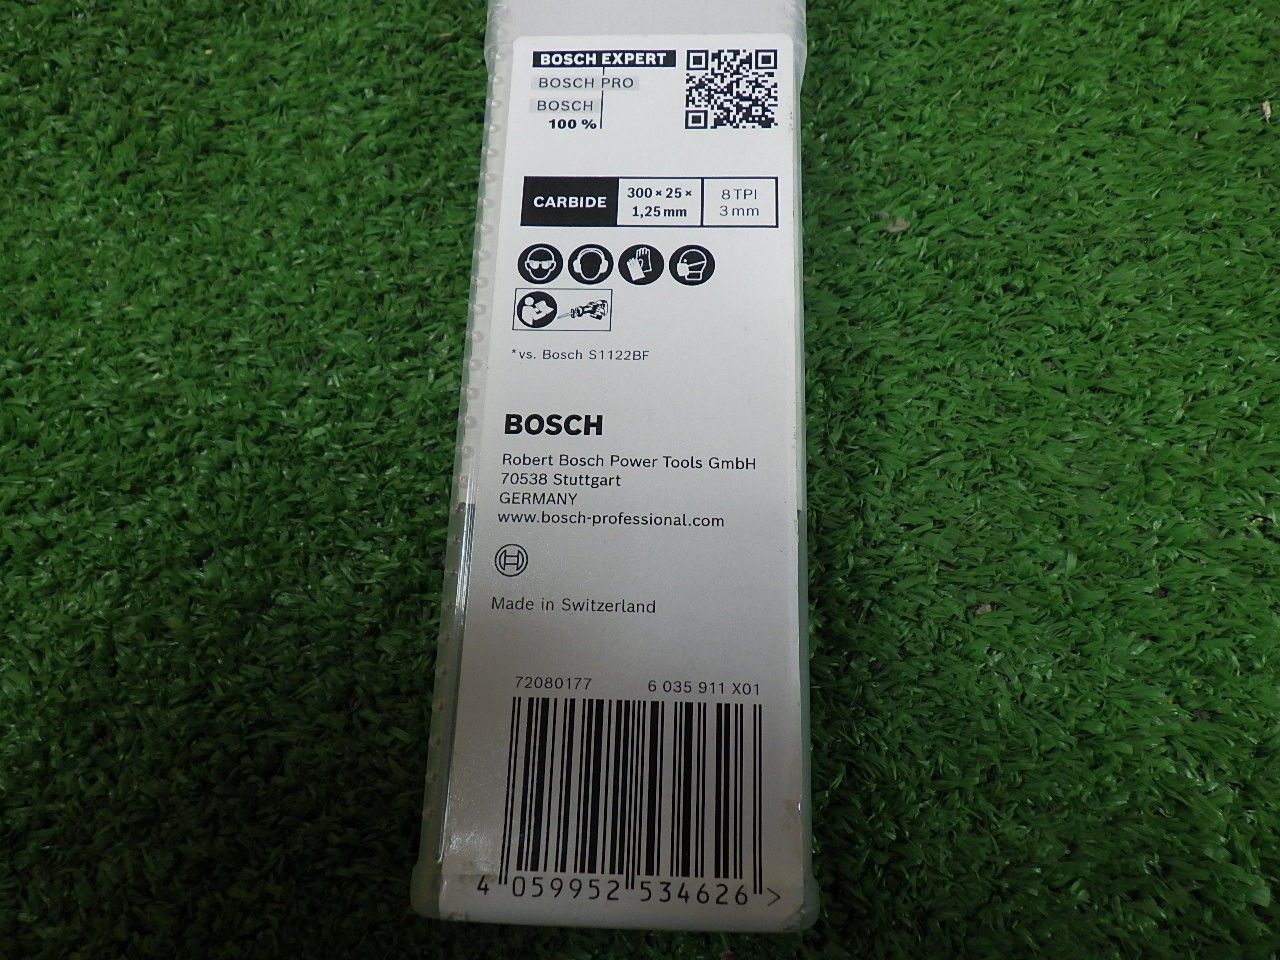 BOSCH EXPERT
BOSCH PRO
BOSCH
100 %
CARBIDE
300 × 25 ×
1,25 mm
8 TPI
3 mm
*vs. Bosch S1122BF
BOSCH
Robert Bosch Power Tools GmbH
70538 Stuttgart
GERMANY
www.bosch-professional.com
Made in Switzerland
72080177 6 035 911 X01
4 059952 534626 >